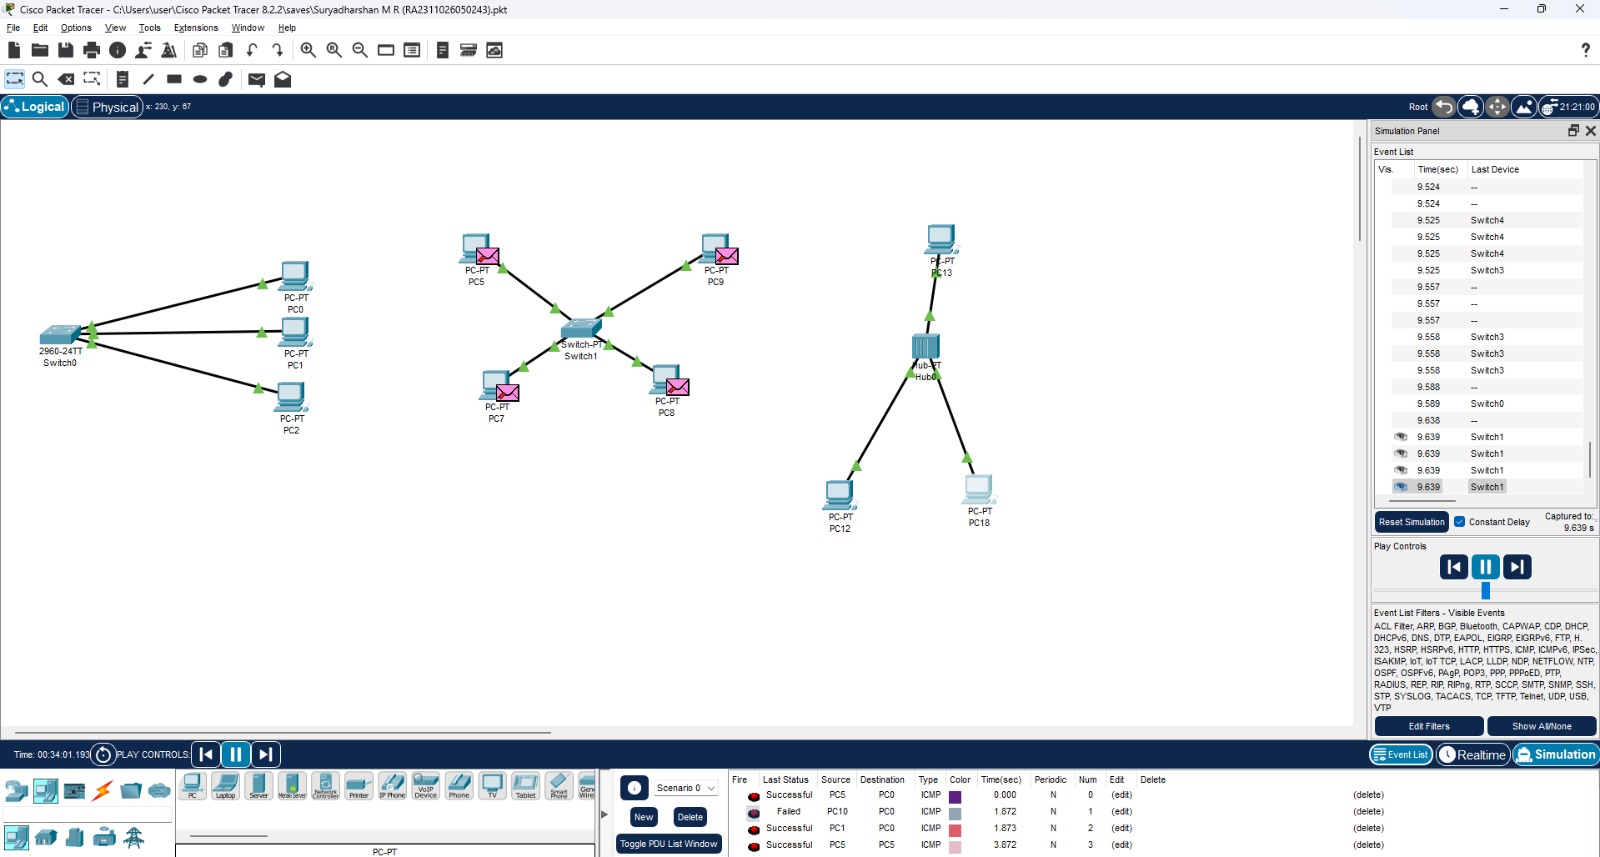 Cisco Packet Tracer - C:\Users\user\Cisco Packet Tracer 8.2.2\saves\Suryadharshan M R (RA2311026050243).pkt
File Edit Options View Tools Extensions Window Help
?
Logical Physical x: 230, y: 67 Root 21:21:00
Simulation Panel
Event List
Vis. Time(sec) Last Device
9.524 --
9.524 --
9.525 Switch4
9.525 Switch4
9.525 Switch4
9.525 Switch3
9.557 --
9.557 --
9.557 --
9.558 Switch3
9.558 Switch3
9.558 Switch3
9.588 --
9.589 Switch0
9.638 --
9.639 Switch1
9.639 Switch1
9.639 Switch1
9.639 Switch1
Reset Simulation Constant Delay Captured to:
9.639 s
Play Controls
Event List Filters - Visible Events
ACL Filter, ARP, BGP, Bluetooth, CAPWAP, CDP, DHCP,
DHCPv6, DNS, DTP, EAPOL, EIGRP, EIGRPv6, FTP, H.
323, HSRP, HSRPv6, HTTP, HTTPS, ICMP, ICMPv6, IPSec,
ISAKMP, IoT, IoT TCP, LACP, LLDP, NDP, NETFLOW, NTP,
OSPF, OSPFv6, PAgP, POP3, PPP, PPPoED, PTP,
RADIUS, REP, RIP, RIPng, RTP, SCCP, SMTP, SNMP, SSH,
STP, SYSLOG, TACACS, TCP, TFTP, Telnet, UDP, USB,
VTP
Edit Filters Show All/None
PC-PT
PC0
PC-PT
PC1
PC-PT
PC2
2960-24TT
Switch0
PC-PT
PC5
PC-PT
PC9
Switch-PT
Switch1
PC-PT
PC7
PC-PT
PC8
PC-PT
PC13
Hub-PT
Hub0
PC-PT
PC12
PC-PT
PC18
Time: 00:34:01.193 PLAY CONTROLS:
Event List Realtime Simulation
PC Laptop Server Meraki Server Network Controller Printer IP Phone VoIP Device Phone TV Tablet Smart Phone
PC-PT
Scenario 0
New Delete
Toggle PDU List Window
Fire Last Status Source Destination Type Color Time(sec) Periodic Num Edit Delete
Successful PC5 PC0 ICMP 0.000 N 0 (edit) (delete)
Failed PC10 PC0 ICMP 1.872 N 1 (edit) (delete)
Successful PC1 PC0 ICMP 1.873 N 2 (edit) (delete)
Successful PC5 PC5 ICMP 3.872 N 3 (edit) (delete)